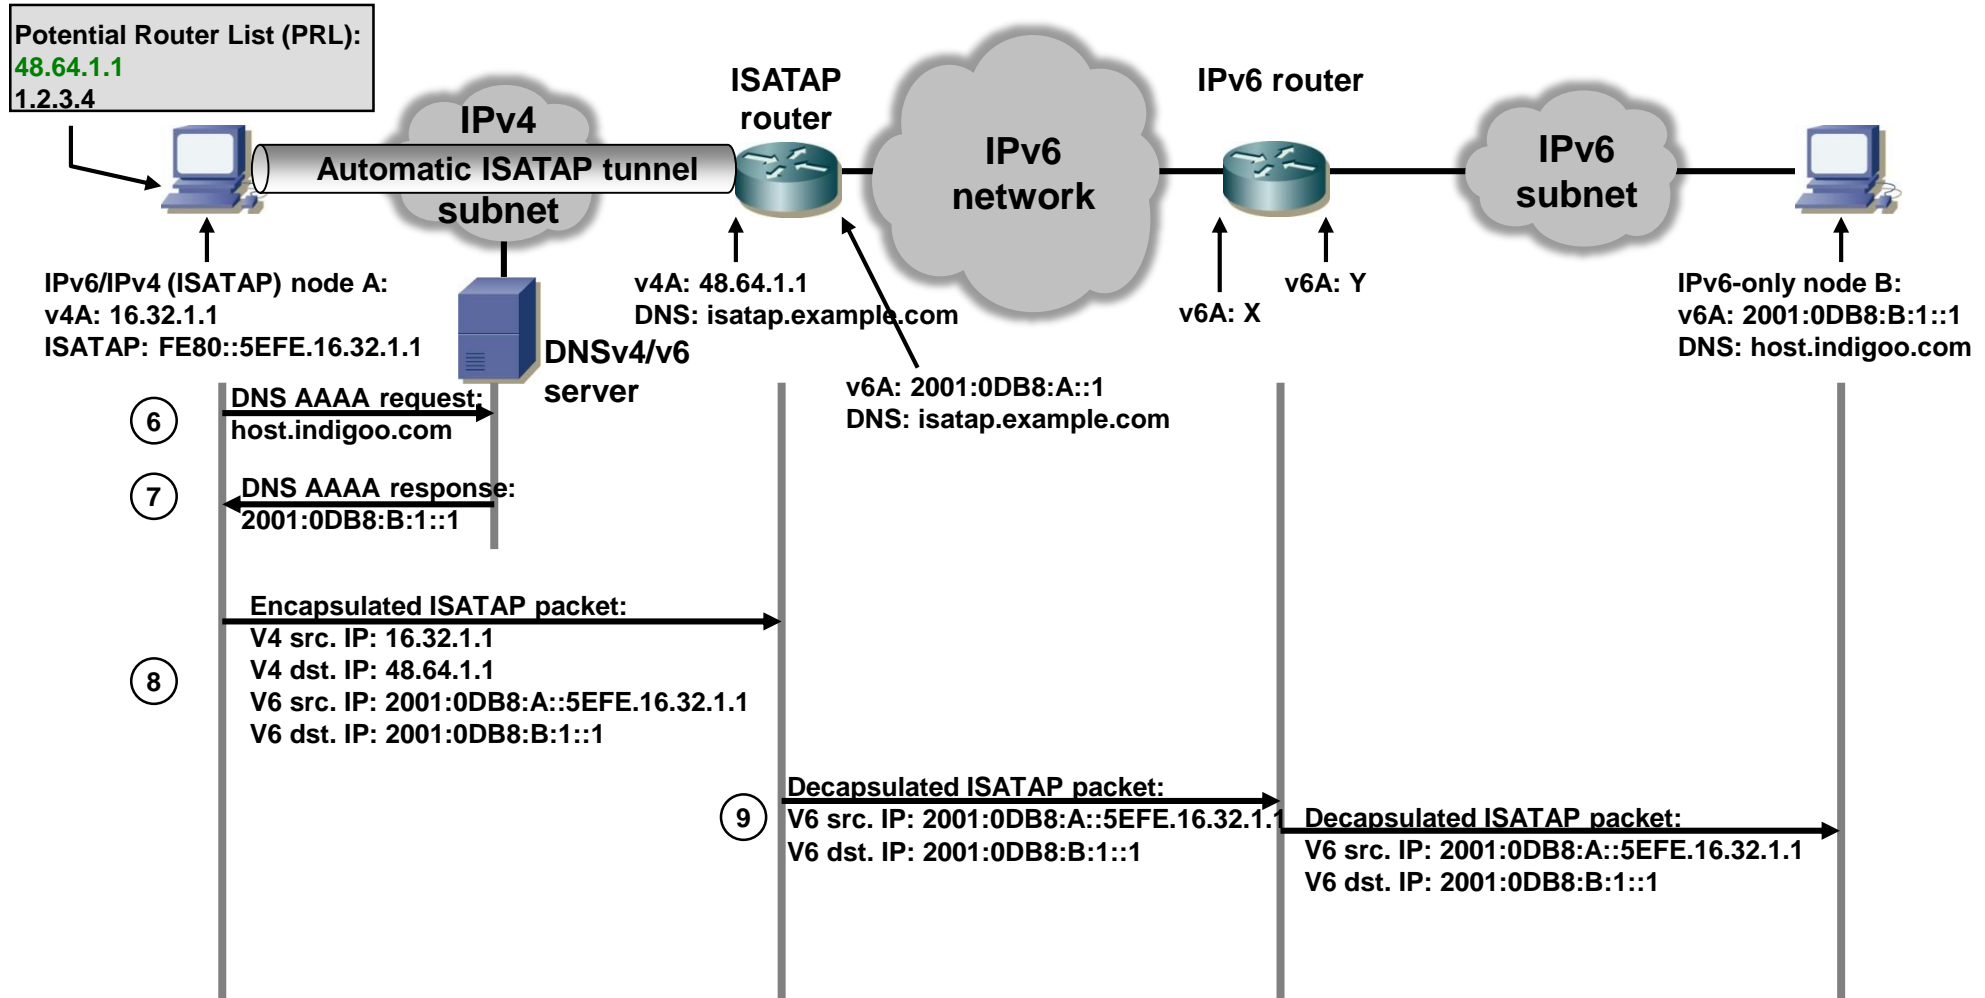 Potential Router List (PRL):
48.64.1.1
1.2.3.4
IPv4
Automatic ISATAP tunnel
subnet
ISATAP
router
IPv6
network
IPv6 router
IPv6
subnet
IPv6/IPv4 (ISATAP) node A:
v4A: 16.32.1.1
ISATAP: FE80::5EFE.16.32.1.1
DNSv4/v6
server
v4A: 48.64.1.1
DNS: isatap.example.com
v6A: 2001:0DB8:A::1
DNS: isatap.example.com
v6A: X
v6A: Y
IPv6-only node B:
v6A: 2001:0DB8:B:1::1
DNS: host.indigoo.com
6
DNS AAAA request:
host.indigoo.com
7
DNS AAAA response:
2001:0DB8:B:1::1
8
Encapsulated ISATAP packet:
V4 src. IP: 16.32.1.1
V4 dst. IP: 48.64.1.1
V6 src. IP: 2001:0DB8:A::5EFE.16.32.1.1
V6 dst. IP: 2001:0DB8:B:1::1
9
Decapsulated ISATAP packet:
V6 src. IP: 2001:0DB8:A::5EFE.16.32.1.1
V6 dst. IP: 2001:0DB8:B:1::1
Decapsulated ISATAP packet:
V6 src. IP: 2001:0DB8:A::5EFE.16.32.1.1
V6 dst. IP: 2001:0DB8:B:1::1